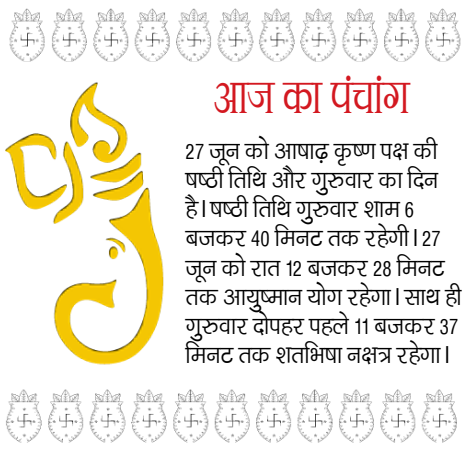 आज का पंचांग
27 जून को आषाढ़ कृष्ण पक्ष की
षष्ठी तिथि और गुरुवार का दिन
है। षष्ठी तिथि गुरुवार शाम 6
बजकर 40 मिनट तक रहेगी। 27
जून को रात 12 बजकर 28 मिनट
तक आयुष्मान योग रहेगा। साथ ही
गुरुवार दोपहर पहले 11 बजकर 37
मिनट तक शतभिषा नक्षत्र रहेगा।